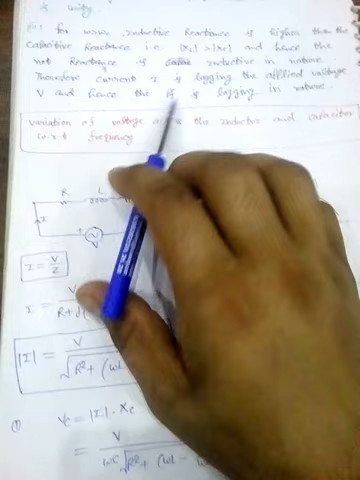 is unity.
for ω>ω₀, inductive Reactance is higher than the
Capacitive Reactance i.e. |XL| > |Xc| and hence the
net Reactance is inductive in nature.
Therefore Current I is lagging the applied voltage
V and hence the Pf is lagging in nature.
Variation of voltage the inductor and capacitor
w.r.t frequency
R L
I
+
V
I = V/Z
I = V
R+j(
|I| = V
√R²+ (ωL
① Vc = |I| . Xc
= V
ωC √R²+ (ωL -